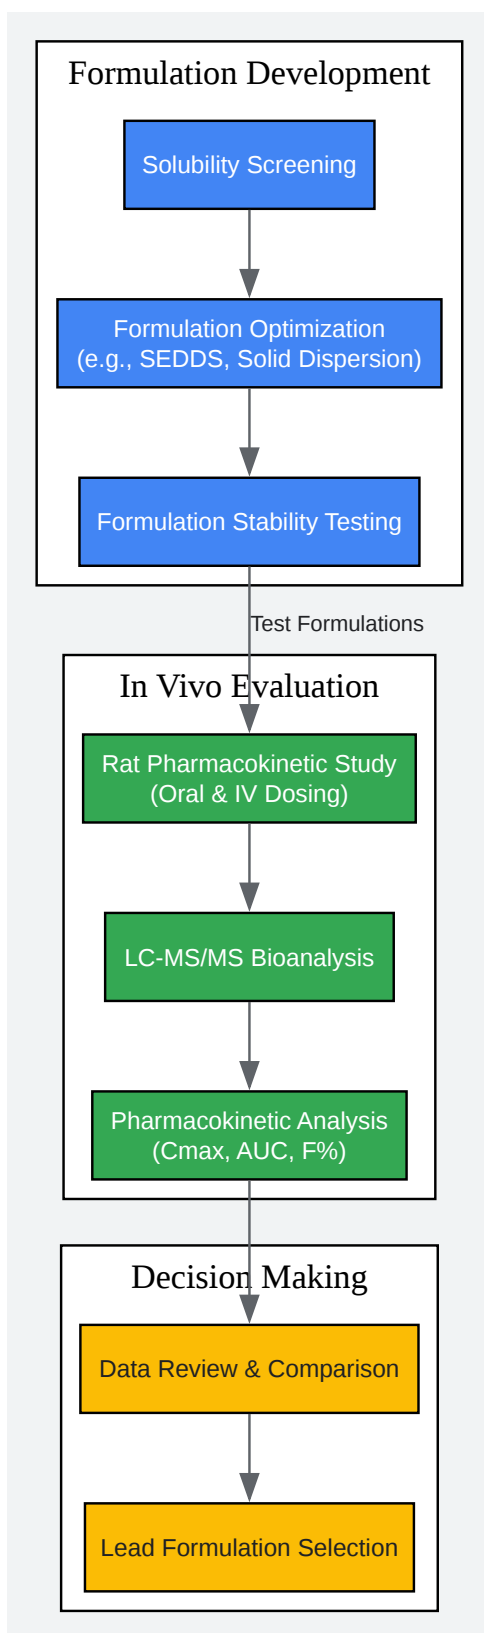 Formulation Development
Solubility Screening
Formulation Optimization
(e.g., SEDDS, Solid Dispersion)
Formulation Stability Testing
Test Formulations
In Vivo Evaluation
Rat Pharmacokinetic Study
(Oral & IV Dosing)
LC-MS/MS Bioanalysis
Pharmacokinetic Analysis
(Cmax, AUC, F%)
Decision Making
Data Review & Comparison
Lead Formulation Selection